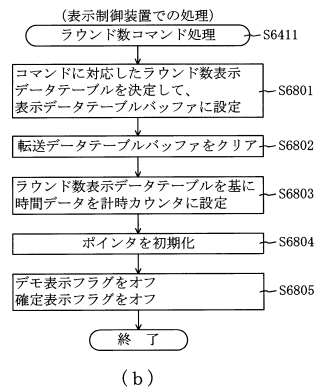 (表示制御装置での処理)
ラウンド数コマンド処理
S6411
コマンドに対応したラウンド数表示
データテーブルを決定して、
表示データテーブルバッファに設定
S6801
転送データテーブルバッファをクリア
S6802
ラウンド数表示データテーブルを基に
時間データを計時カウンタに設定
S6803
ポインタを初期化
S6804
デモ表示フラグをオフ
確定表示フラグをオフ
S6805
終 了
(b)